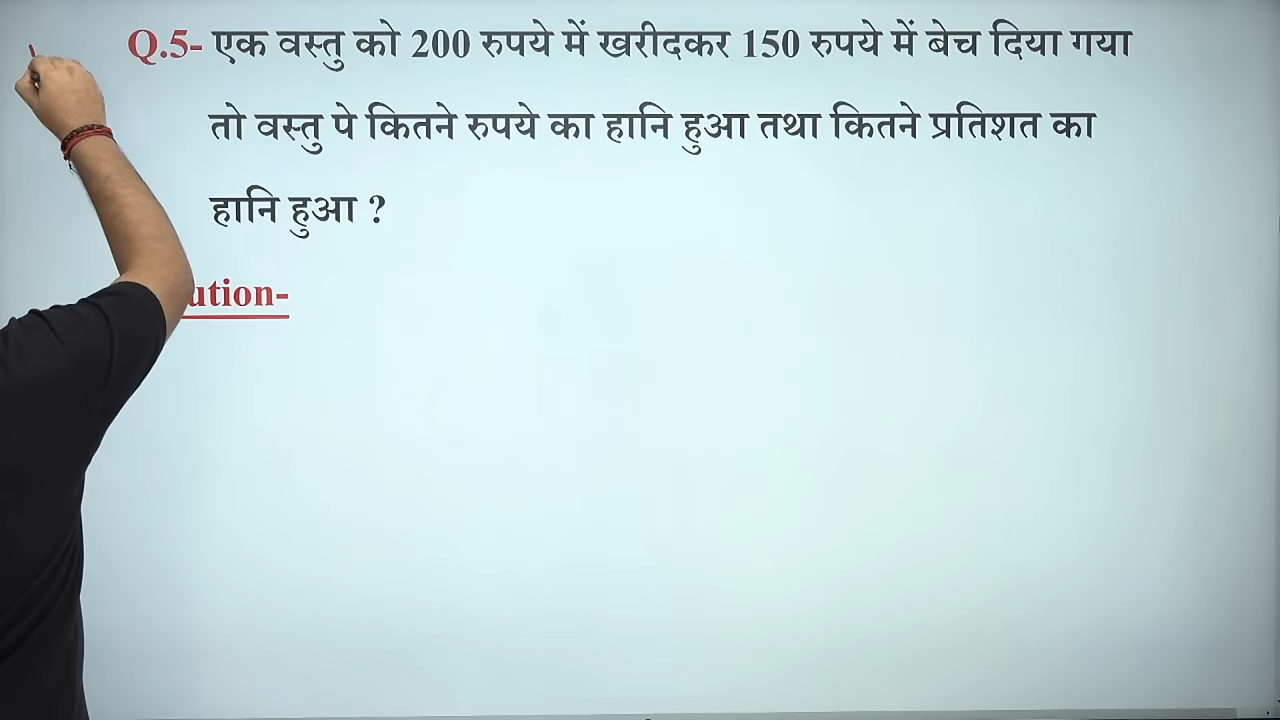 Q.5- एक वस्तु को 200 रुपये में खरीदकर 150 रुपये में बेच दिया गया
तो वस्तु पे कितने रुपये का हानि हुआ तथा कितने प्रतिशत का
हानि हुआ ?
ution-